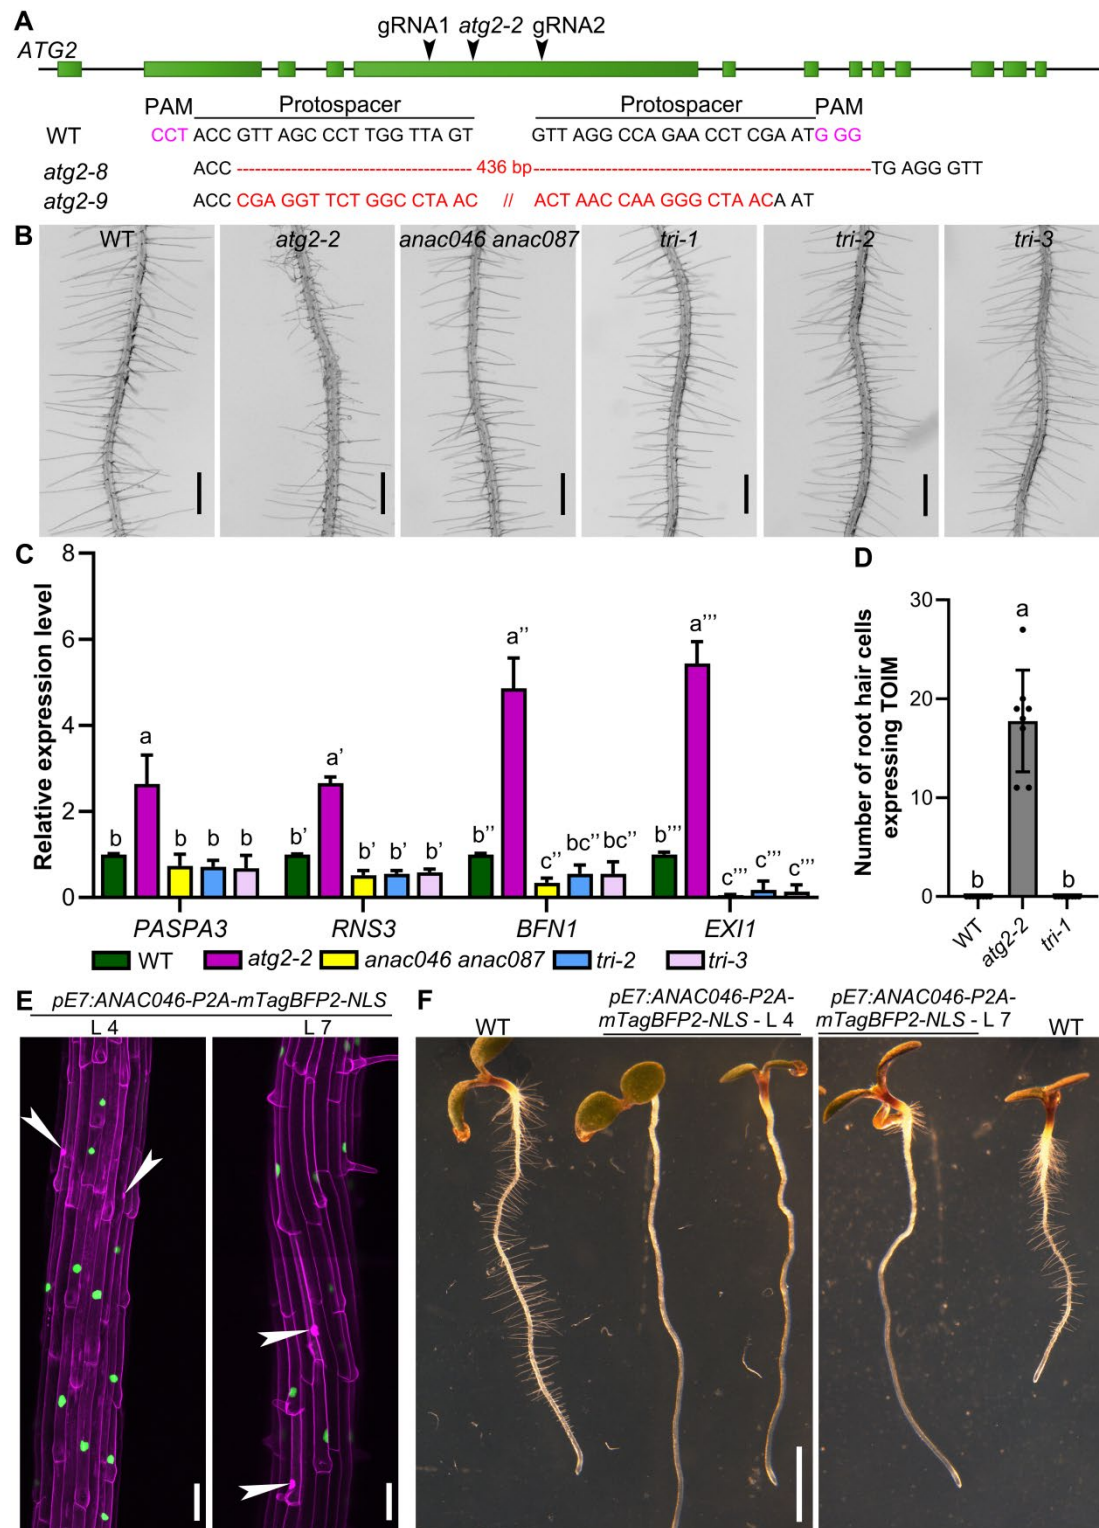 A
gRNA1 atg2-2 gRNA2
ATG2
PAM Protospacer Protospacer PAM
WT CCT ACC GTT AGC CCT TGG TTA GT GTT AGG CCA GAA CCT CGA ATG GG
atg2-8 ACC ------ 436 bp ------ TG AGG GTT
atg2-9 ACC CGA GGT TCT GGC CTA AC // ACT AAC CAA GGG CTA ACA AT
B
WT atg2-2 anac046 anac087 tri-1 tri-2 tri-3
C
Relative expression level
8
6
4
2
0
b a b b b
b’ a’ b’ b’ b’
b’’ a’’ c’’ bc’’ bc’’
b’’’ a’’’ c’’’ c’’’ c’’’
PASPA3 RNS3 BFN1 EXI1
WT atg2-2 anac046 anac087 tri-2 tri-3
D
Number of root hair cells
expressing TOIM
30
20
10
0
b a b
WT atg2-2 tri-1
E
pE7:ANAC046-P2A-mTagBFP2-NLS
L 4 L 7
F
WT
pE7:ANAC046-P2A-
mTagBFP2-NLS - L 4
pE7:ANAC046-P2A-
mTagBFP2-NLS - L 7
WT